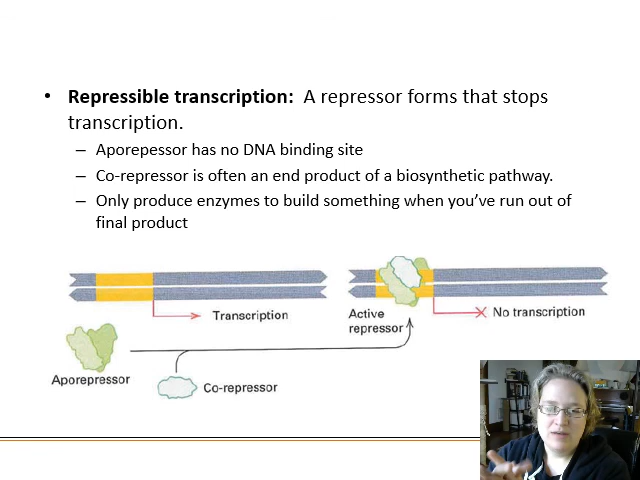 • Repressible transcription: A repressor forms that stops
transcription.
– Aporepessor has no DNA binding site
– Co-repressor is often an end product of a biosynthetic pathway.
– Only produce enzymes to build something when you’ve run out of
final product
Transcription
Active
repressor
No transcription
Aporepressor
Co-repressor